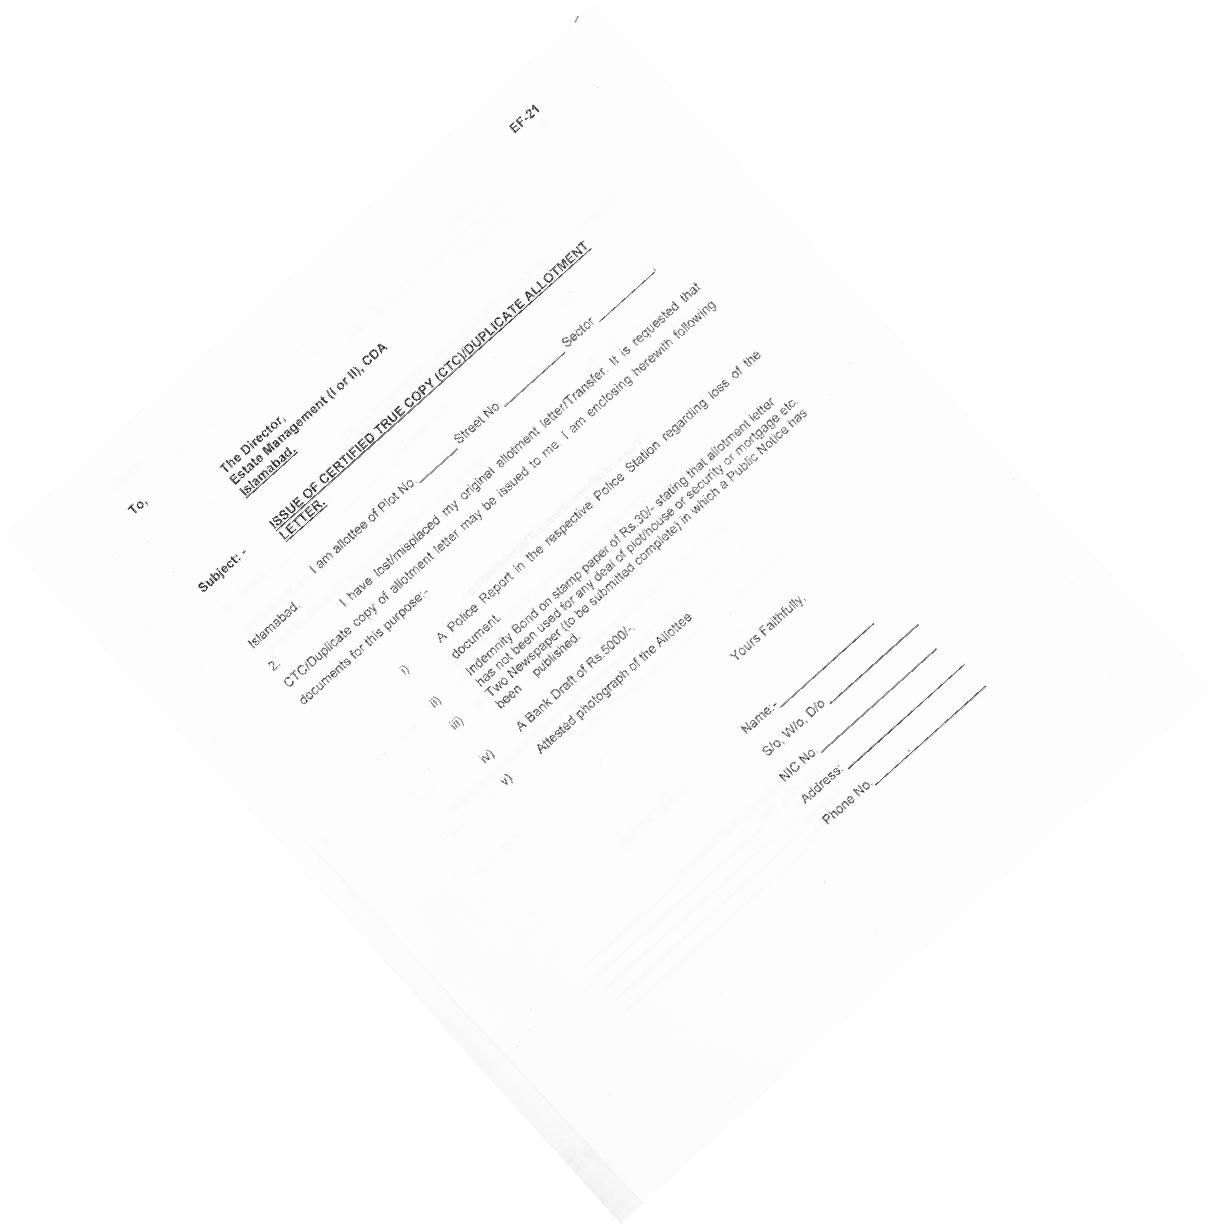 EF-21
To,
The Director,
Estate Management (I or II), CDA
Islamabad.
Subject: - ISSUE OF CERTIFIED TRUE COPY (CTC)/DUPLICATE ALLOTMENT
LETTER.
I am allottee of Plot No.______ Street No.__________ Sector __________
Islamabad.
2. I have lost/misplaced my original allotment letter/Transfer. It is requested that
CTC/Duplicate copy of allotment letter may be issued to me. I am enclosing herewith following
documents for this purpose:-
i) A Police Report in the respective Police Station regarding loss of the
document.
ii) Indemnity Bond on stamp paper of Rs.30/- stating that allotment letter
has not been used for any deal of plot/house or security or mortgage etc.
iii) Two Newspaper (to be submitted complete) in which a Public Notice has
been published.
iv) A Bank Draft of Rs.5000/-.
v) Attested photograph of the Allottee
Yours Faithfully,
Name:-________________
S/o, W/o, D/o ________________
NIC No. ____________________
Address: ____________________
Phone No. ___________________